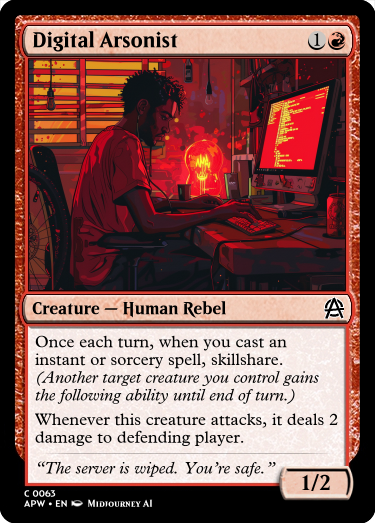 Digital Arsonist 1
Creature — Human Rebel
Once each turn, when you cast an
instant or sorcery spell, skillshare.
(Another target creature you control gains
the following ability until end of turn.)
Whenever this creature attacks, it deals 2
damage to defending player.
“The server is wiped. You're safe.”
1/2
C 0063
APW • EN Midjourney AI